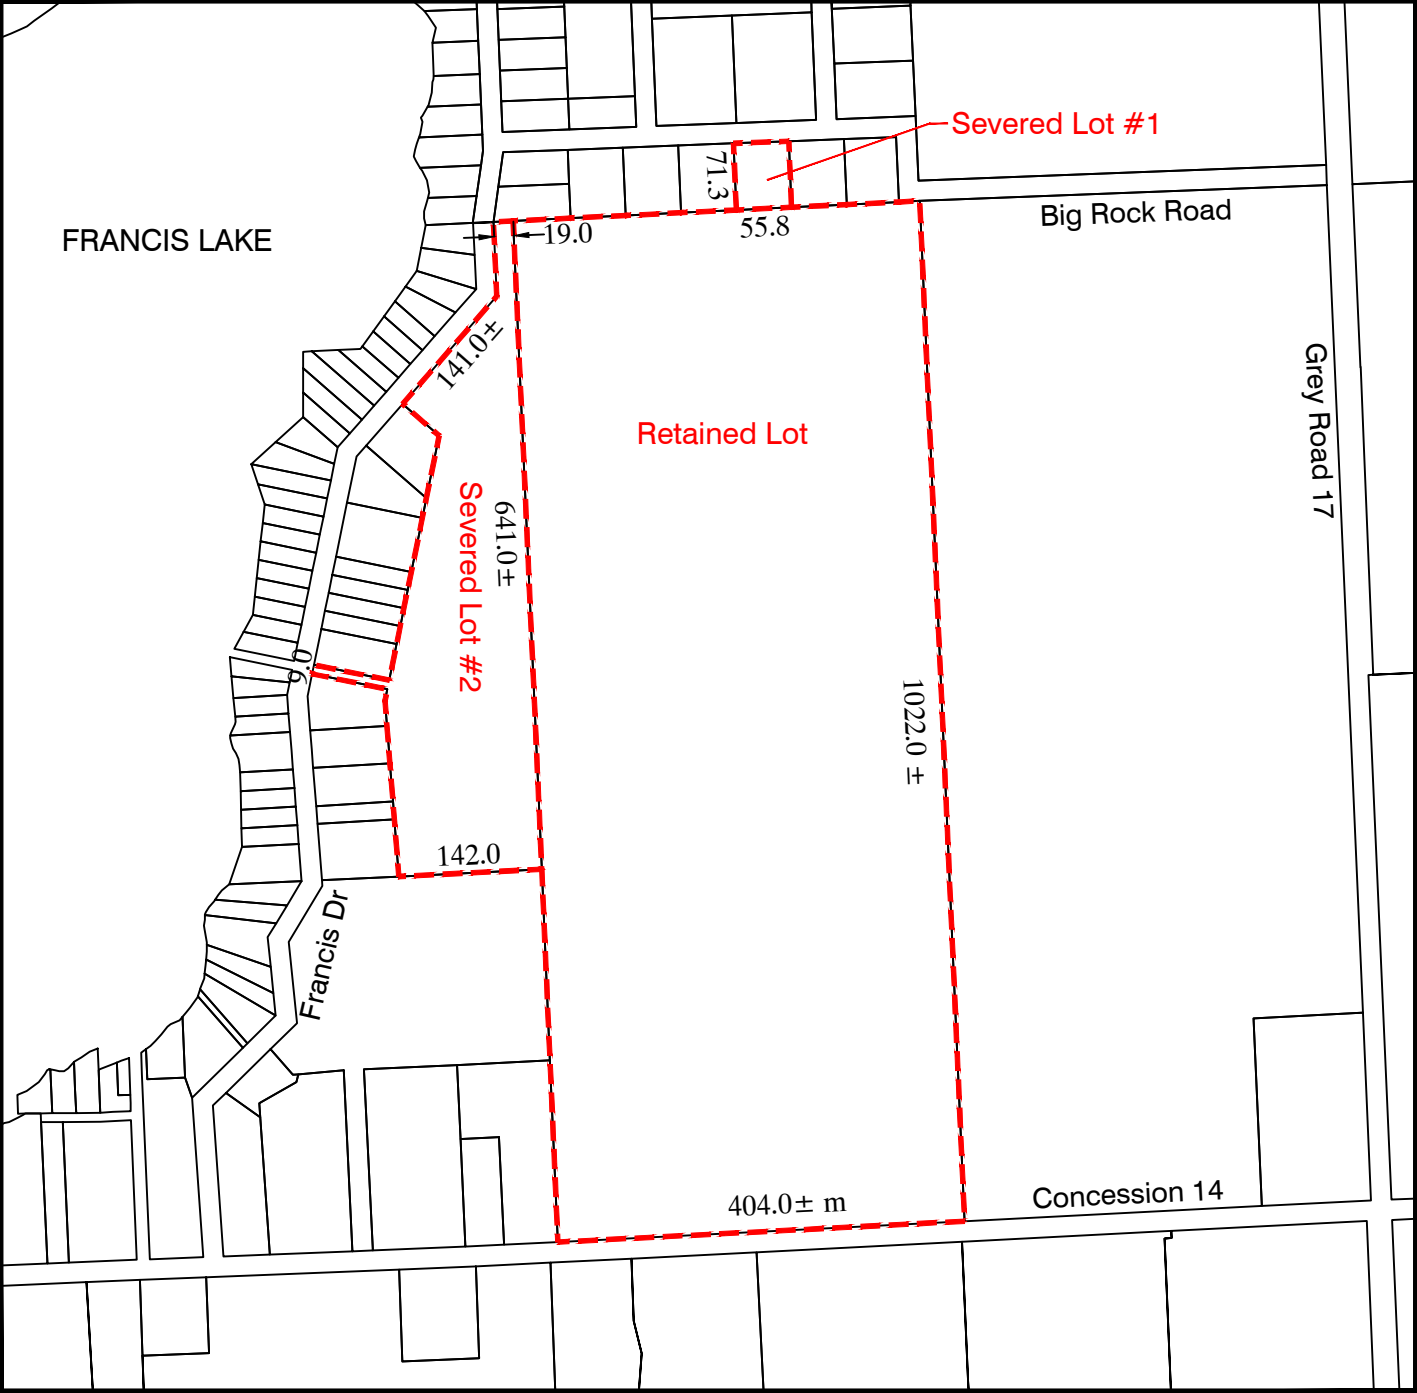 Severed Lot #1
71.3
Big Rock Road
FRANCIS LAKE
19.0
55.8
141.0±
Grey Road 17
Retained Lot
Severed Lot #2
641.0±
9.0
1022.0 ±
142.0
Francis Dr
404.0± m
Concession 14